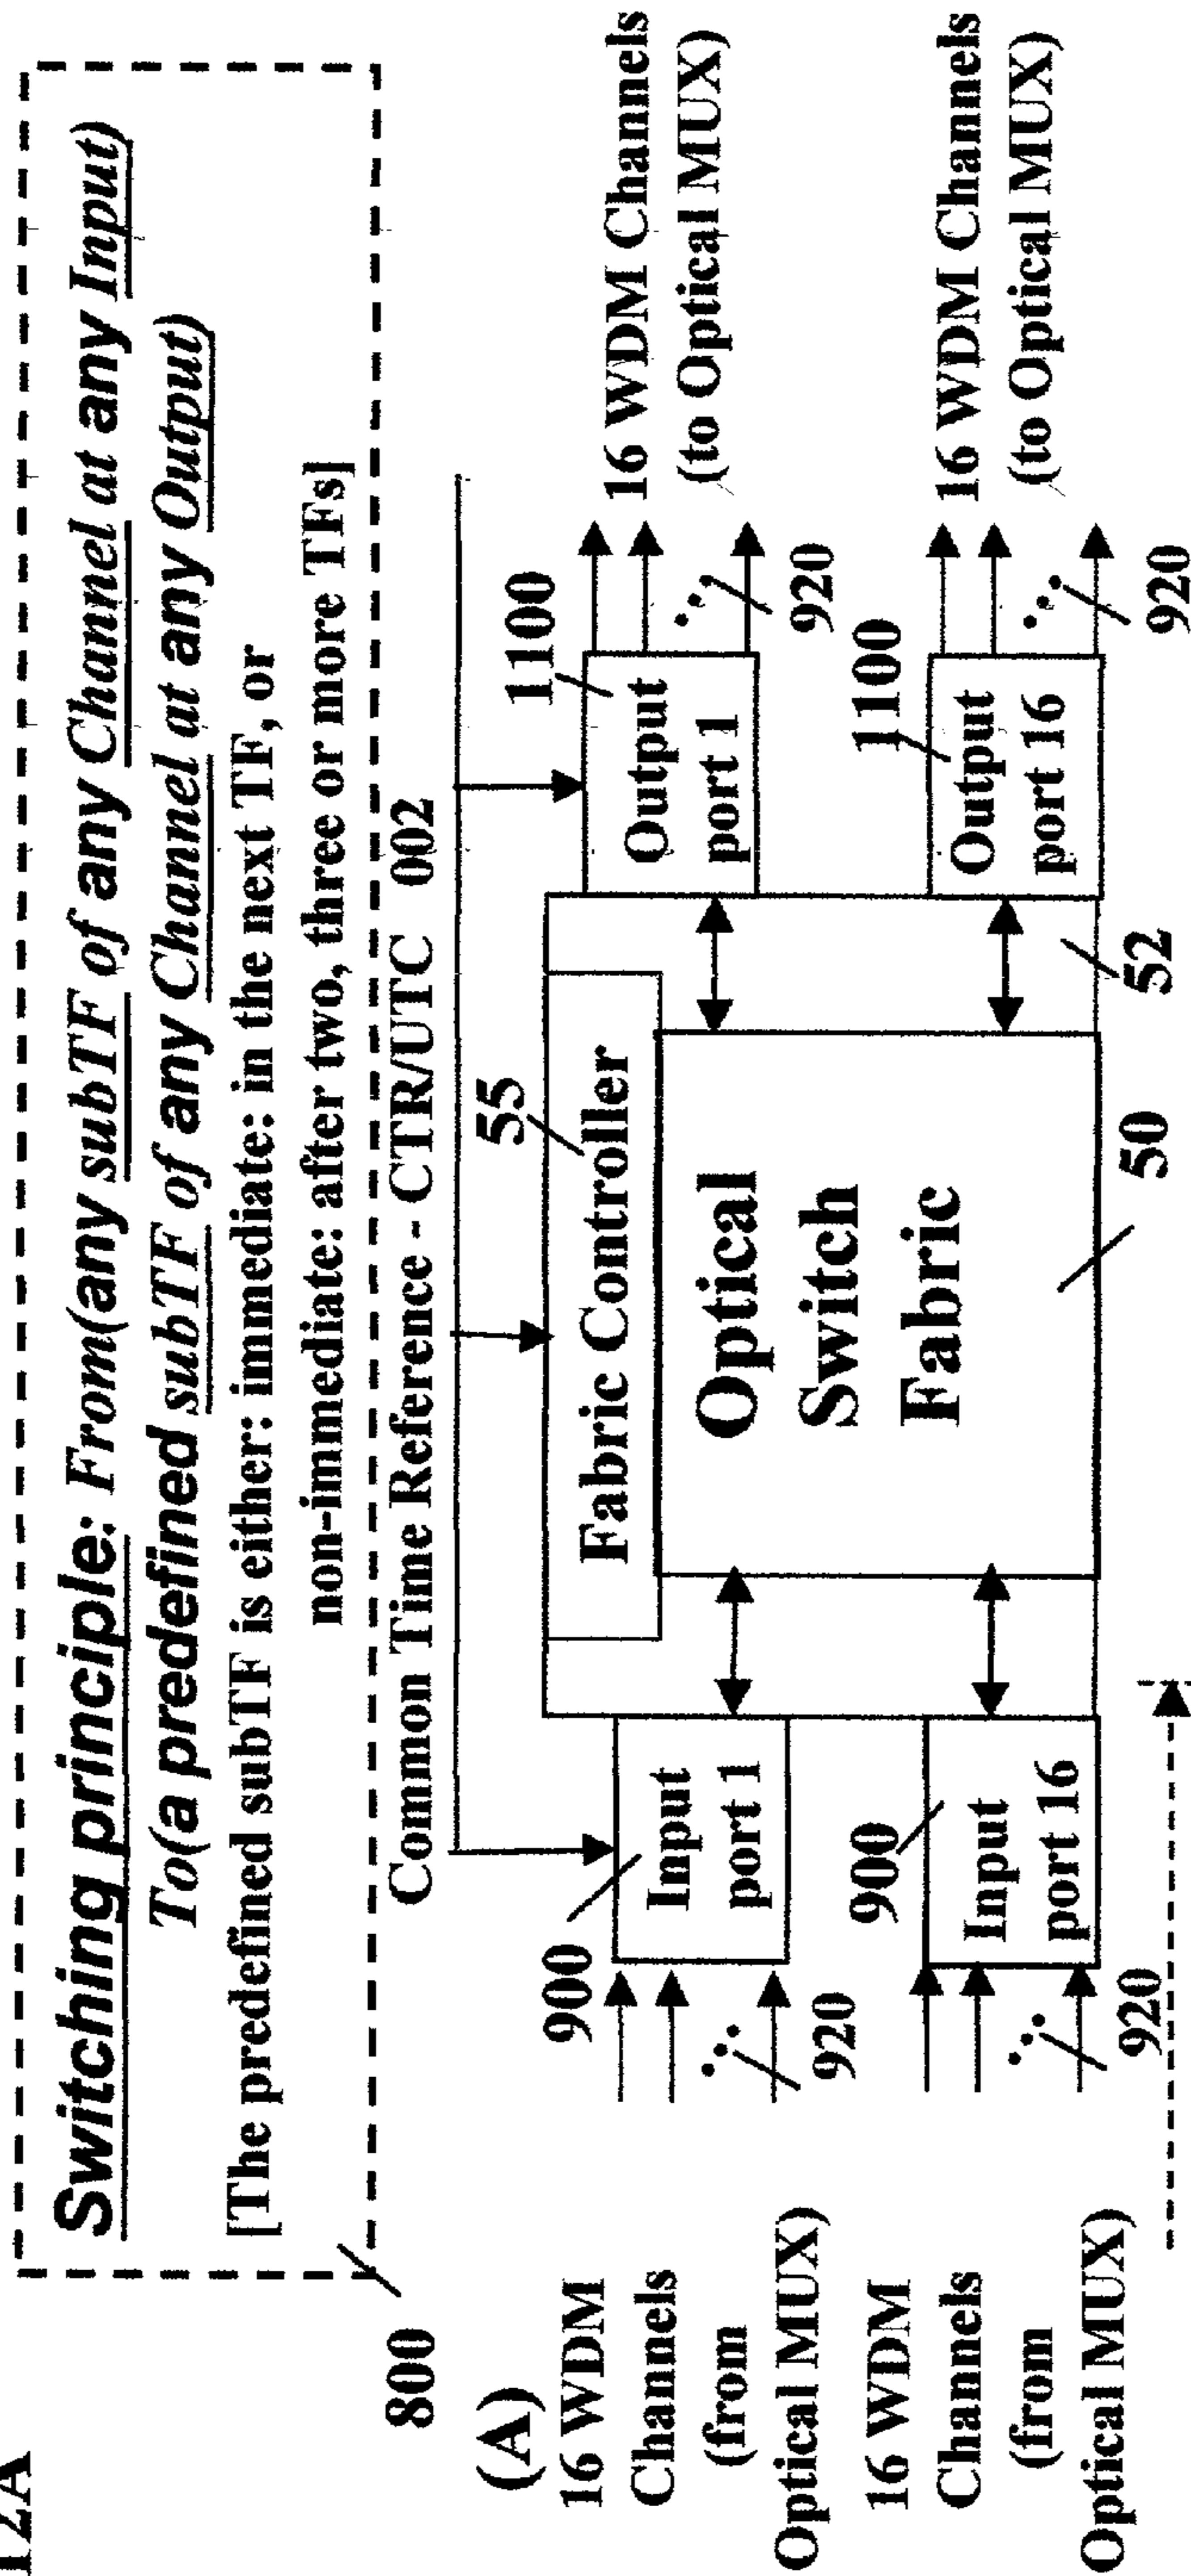 12A
Switching principle: From(any subTF of any Channel at any Input)
To(a predefined subTF of any Channel at any Output)
[The predefined subTF is either: immediate: in the next TF, or
non-immediate: after two, three or more TFs]
800
Common Time Reference - CTR/UTC 002
(A)
16 WDM
Channels
(from
Optical MUX)
900
Input
port 1
920
55
Fabric Controller
Optical
Switch
Fabric
50
1100
Output
port 1
920
16 WDM Channels
(to Optical MUX)
16 WDM
Channels
(from
Optical MUX)
900
Input
port 16
920
52
1100
Output
port 16
920
16 WDM Channels
(to Optical MUX)